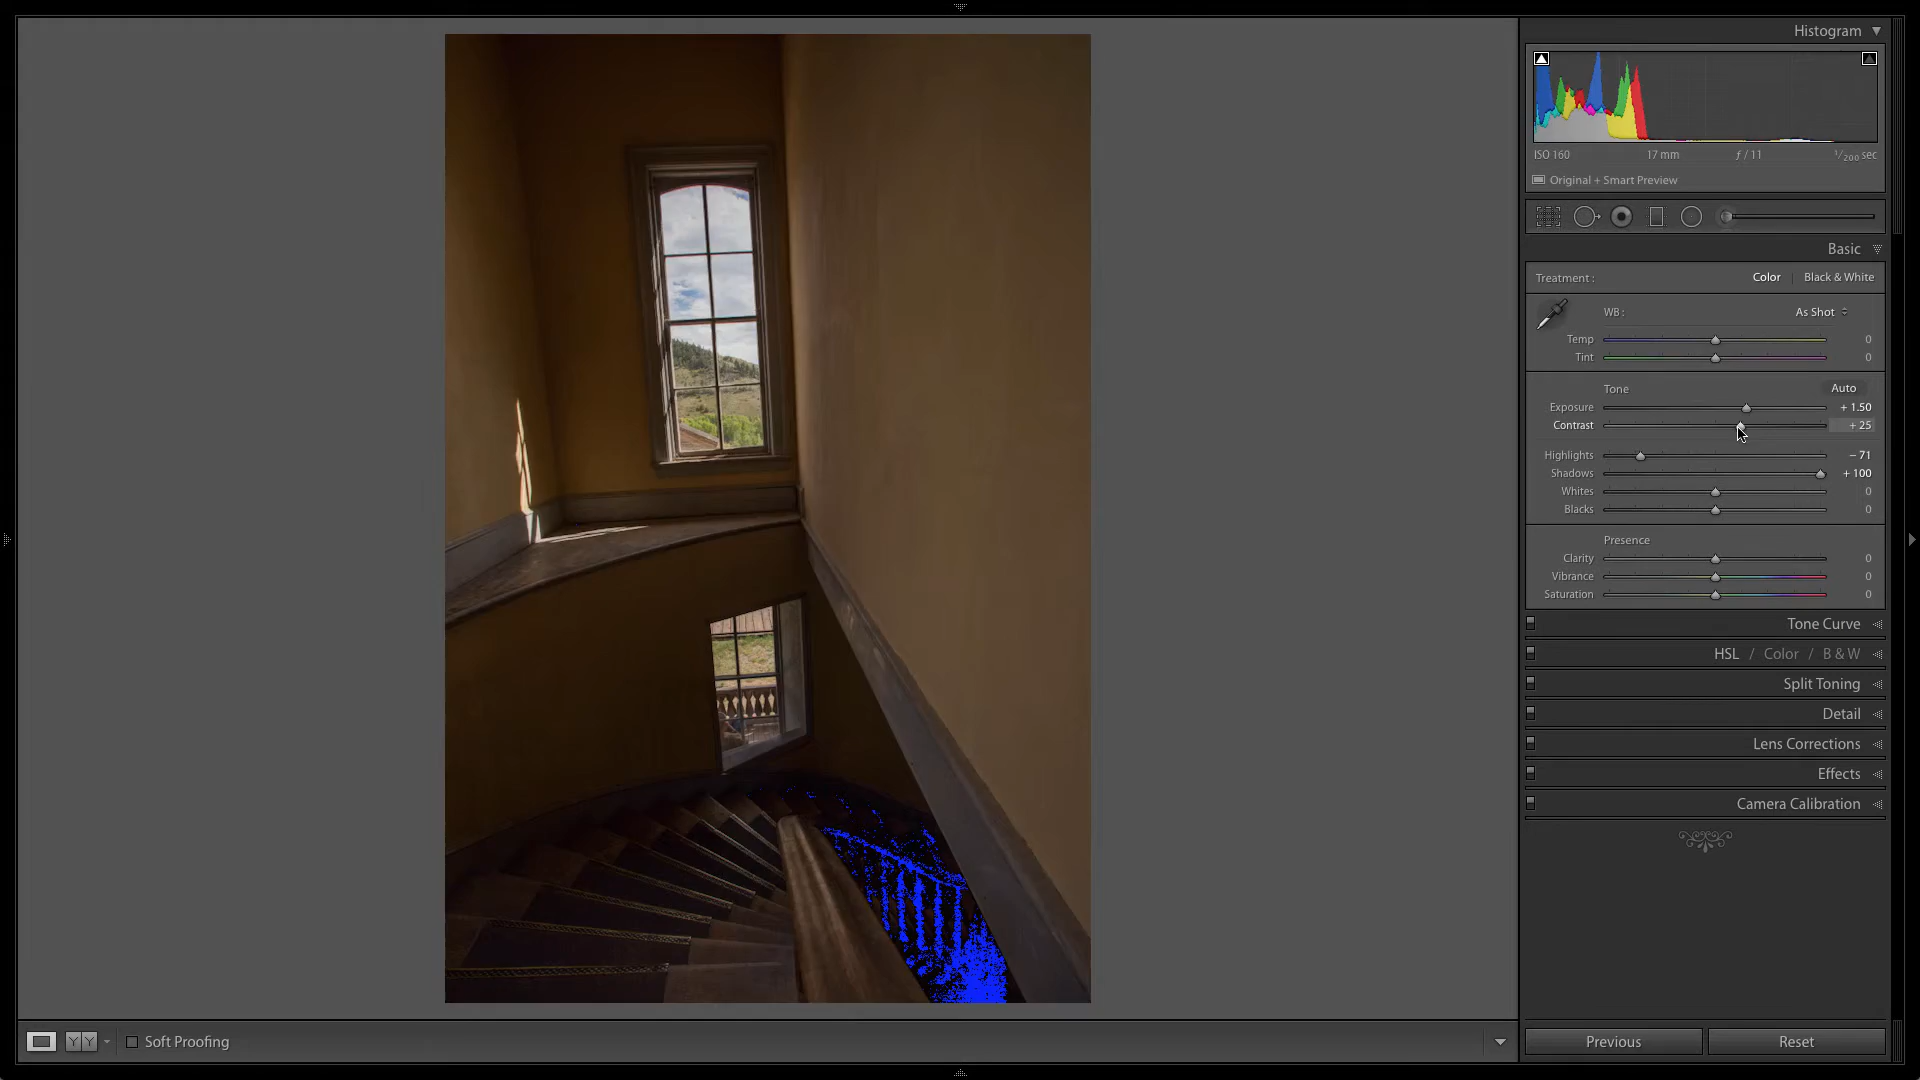 Histogram
ISO 160 17 mm ƒ / 11 1/200 sec
Original + Smart Preview
Basic
Treatment : Color Black & White
WB : As Shot
Temp 0
Tint 0
Tone Auto
Exposure + 1.50
Contrast + 25
Highlights − 71
Shadows + 100
Whites 0
Blacks 0
Presence
Clarity 0
Vibrance 0
Saturation 0
Tone Curve
HSL / Color / B & W
Split Toning
Detail
Lens Corrections
Effects
Camera Calibration
Y Y Soft Proofing
Previous Reset